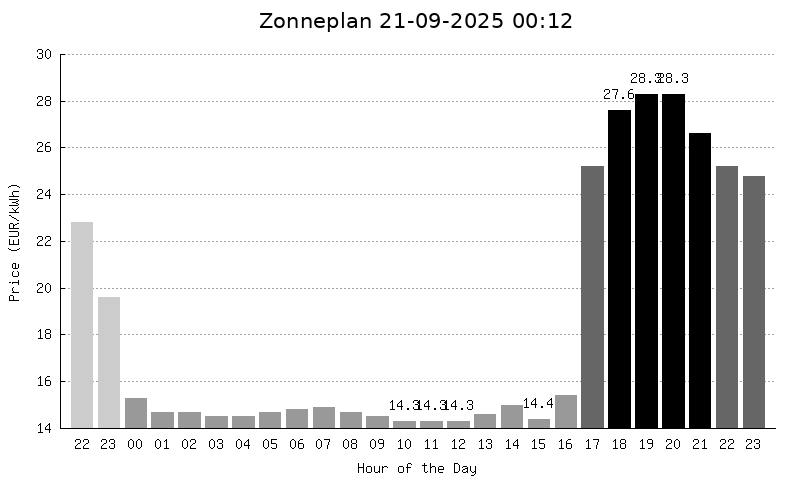 Zonneplan 21-09-2025 00:12
Price (EUR/kWh)
30
28
26
24
22
20
18
16
14
28.3 28.3
27.6
14.3 14.3 14.3 14.4
22 23 00 01 02 03 04 05 06 07 08 09 10 11 12 13 14 15 16 17 18 19 20 21 22 23
Hour of the Day